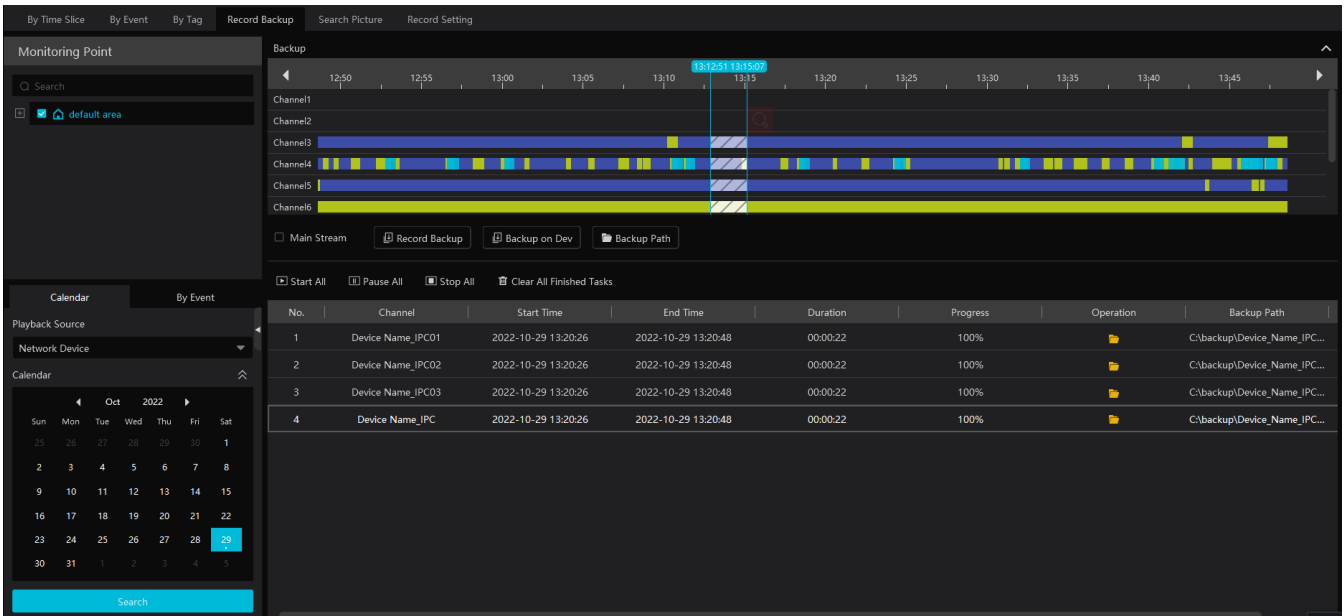 By Time Slice By Event By Tag Record Backup Search Picture Record Setting
Monitoring Point
Search
default area
Calendar By Event
Playback Source
Network Device
Calendar
Oct 2022
Sun Mon Tue Wed Thu Fri Sat
25 26 27 28 29 30 1
2 3 4 5 6 7 8
9 10 11 12 13 14 15
16 17 18 19 20 21 22
23 24 25 26 27 28 29
30 31 1 2 3 4 5
Search
Backup
13:12:51 13:15:07
12:50 12:55 13:00 13:05 13:10 13:15 13:20 13:25 13:30 13:35 13:40 13:45
Channel1
Channel2
Channel3
Channel4
Channel5
Channel6
Main Stream Record Backup Backup on Dev Backup Path
Start All Pause All Stop All Clear All Finished Tasks
No. Channel Start Time End Time Duration Progress Operation Backup Path
1 Device Name_IPC01 2022-10-29 13:20:26 2022-10-29 13:20:48 00:00:22 100% C:\backup\Device_Name_IPC...
2 Device Name_IPC02 2022-10-29 13:20:26 2022-10-29 13:20:48 00:00:22 100% C:\backup\Device_Name_IPC...
3 Device Name_IPC03 2022-10-29 13:20:26 2022-10-29 13:20:48 00:00:22 100% C:\backup\Device_Name_IPC...
4 Device Name_IPC 2022-10-29 13:20:26 2022-10-29 13:20:48 00:00:22 100% C:\backup\Device_Name_IPC...